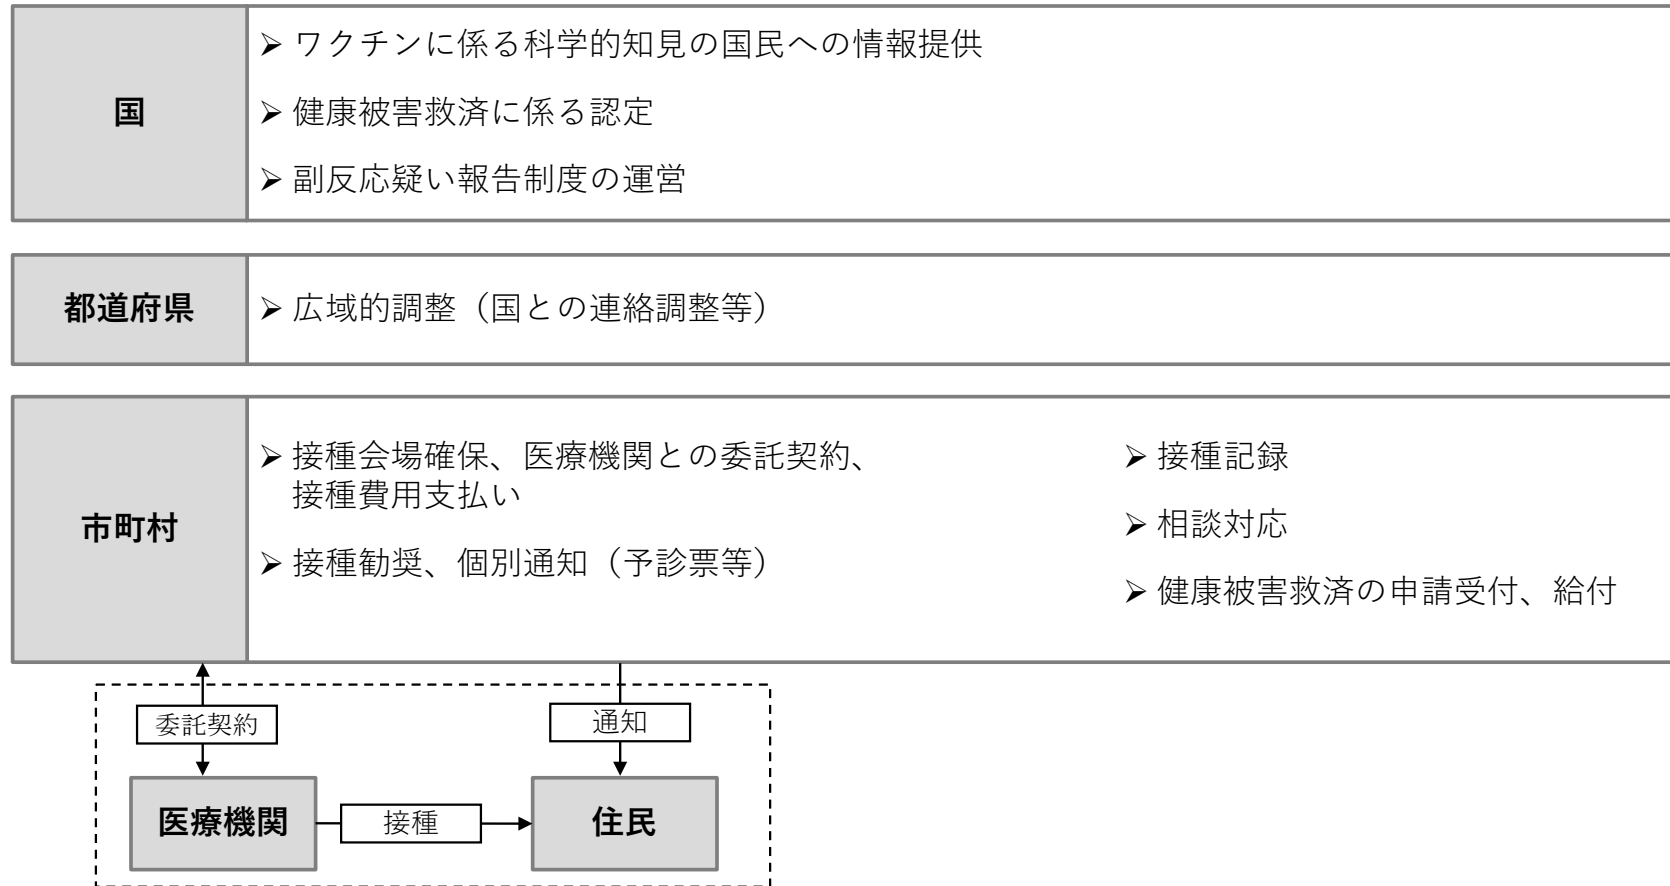 国
➢ ワクチンに係る科学的知見の国民への情報提供
➢ 健康被害救済に係る認定
➢ 副反応疑い報告制度の運営
都道府県
➢ 広域的調整（国との連絡調整等）
市町村
➢ 接種会場確保、医療機関との委託契約、
接種費用支払い
➢ 接種勧奨、個別通知（予診票等）
➢ 接種記録
➢ 相談対応
➢ 健康被害救済の申請受付、給付
委託契約
通知
医療機関
接種
住民